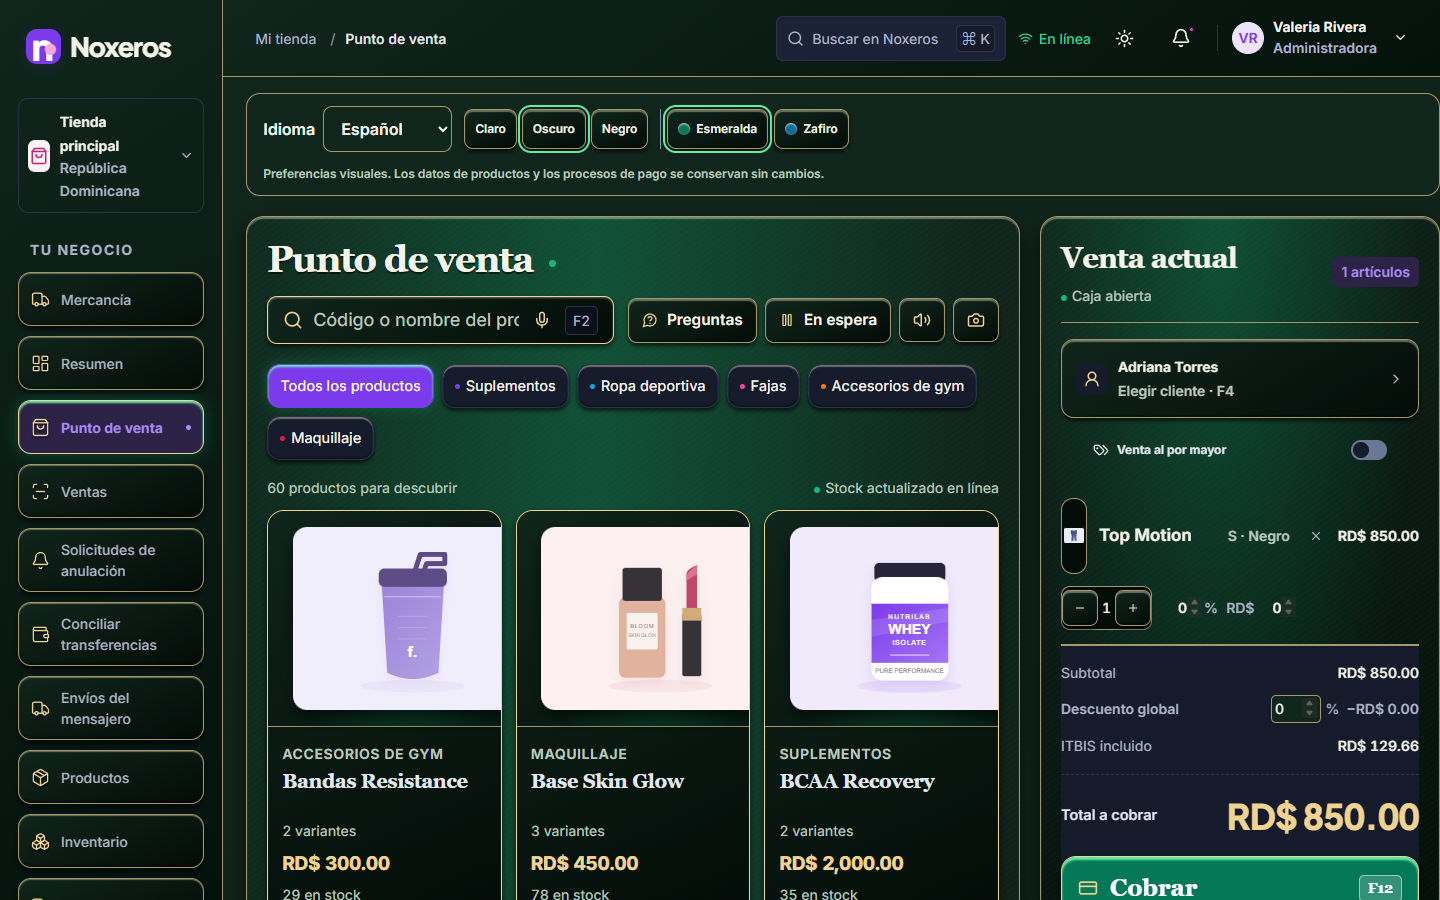 Noxeros
Mi tienda / Punto de venta
Buscar en Noxeros
⌘ K
En línea
VR
Valeria Rivera
Administradora
Tienda
principal
República
Dominicana
TU NEGOCIO
Mercancía
Resumen
Punto de venta
Ventas
Solicitudes de
anulación
Conciliar
transferencias
Envíos del
mensajero
Productos
Inventario
Idioma
Español
Claro
Oscuro
Negro
Esmeralda
Zafiro
Preferencias visuales. Los datos de productos y los procesos de pago se conservan sin cambios.
Punto de venta
Código o nombre del prc
F2
Preguntas
En espera
Todos los productos
Suplementos
Ropa deportiva
Fajas
Accesorios de gym
Maquillaje
60 productos para descubrir
Stock actualizado en línea
f.
ACCESORIOS DE GYM
Bandas Resistance
2 variantes
RD$ 300.00
29 en stock
BLOOM
SKIN GLOW
MAQUILLAJE
Base Skin Glow
3 variantes
RD$ 450.00
78 en stock
NUTRILAB
WHEY
ISOLATE
PURE PERFORMANCE
SUPLEMENTOS
BCAA Recovery
2 variantes
RD$ 2,000.00
35 en stock
Venta actual
1 artículos
Caja abierta
Adriana Torres
Elegir cliente · F4
Venta al por mayor
Top Motion
S · Negro
× RD$ 850.00
− 1 +
0 % RD$ 0
Subtotal RD$ 850.00
Descuento global 0 % −RD$ 0.00
ITBIS incluido RD$ 129.66
Total a cobrar RD$ 850.00
Cobrar F12